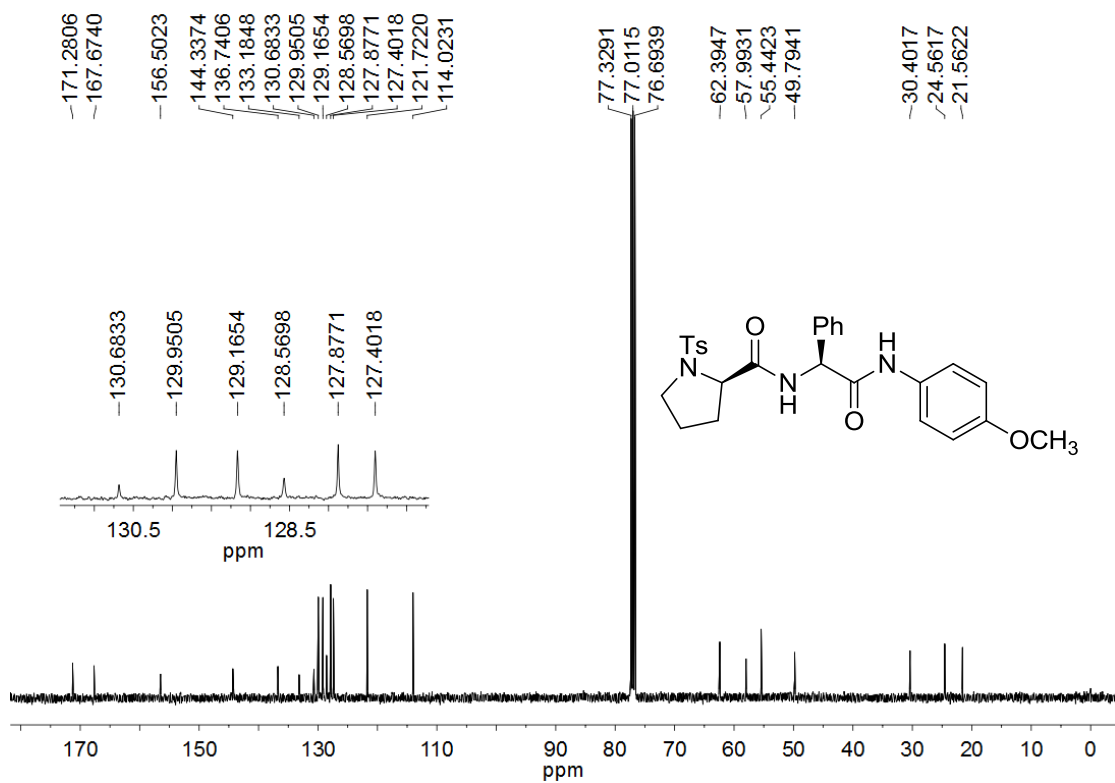 171.2806
167.6740
156.5023
144.3374
136.7406
133.1848
130.6833
129.9505
129.1654
128.5698
127.8771
127.4018
121.7220
114.0231
77.3291
77.0115
76.6939
62.3947
57.9931
55.4423
49.7941
30.4017
24.5617
21.5622
130.6833
129.9505
129.1654
128.5698
127.8771
127.4018
130.5 128.5
ppm
Ts
N
O
N
H
Ph
O
H
N
OCH3
170 150 130 110 90 80 70 60 50 40 30 20 10 0
ppm